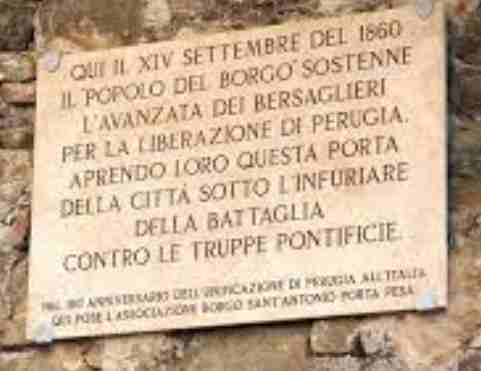 QUI IL XIV SETTEMBRE DEL 1860
IL "POPOLO DEL BORGO" SOSTENNE
L'AVANZATA DEI BERSAGLIERI
PER LA LIBERAZIONE DI PERUGIA.
APRENDO LORO QUESTA PORTA
DELLA CITTÀ SOTTO L'INFURIARE
DELLA BATTAGLIA
CONTRO LE TRUPPE PONTIFICIE.
ANNIVERSARIO DELL'UNIFICAZIONE DI PERUGIA ALL'ITALIA
QUI POSE L'ASSOCIAZIONE BORGO SANT'ANTONIO PORTA PESA